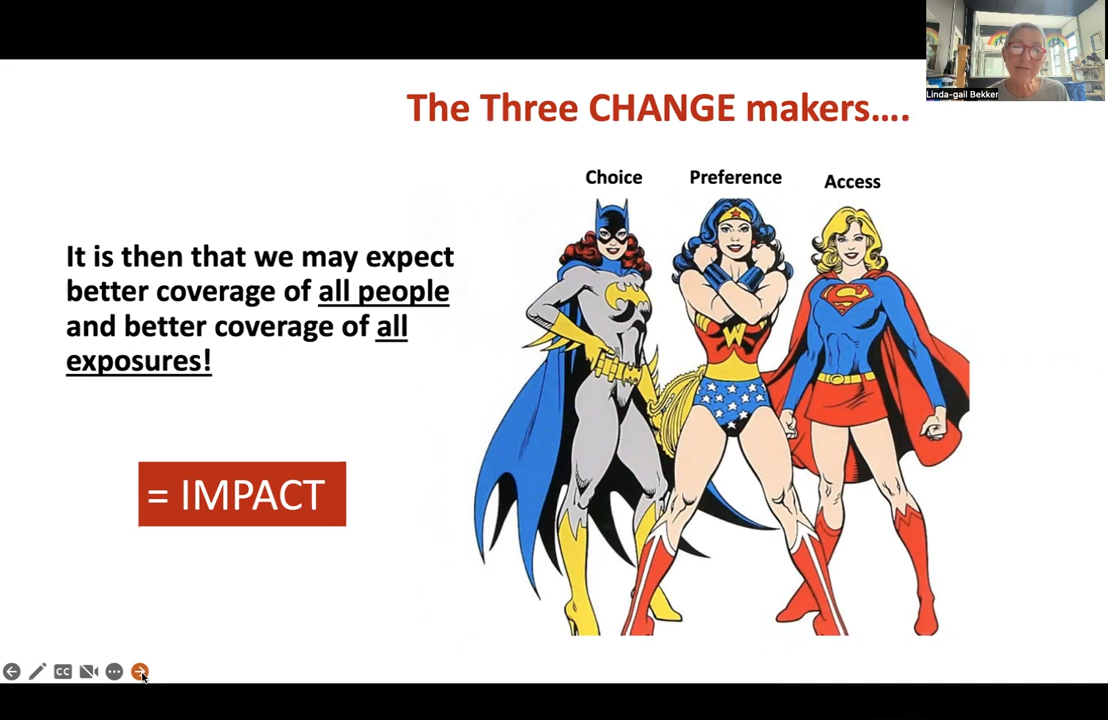 Linda-gail Bekker
The Three CHANGE makers....
Choice
Preference
Access
It is then that we may expect
better coverage of all people
and better coverage of all
exposures!
= IMPACT
W
S
CC